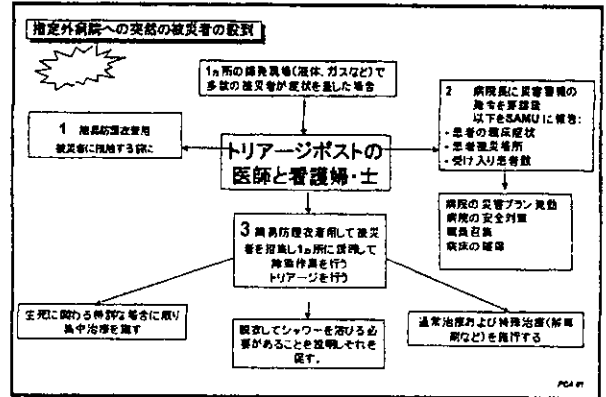 指定外病院への突然の被災者の殺到
1ヵ所の爆発現場(液体、ガスなど)で
多数の被災者が症状を呈した場合
1 簡易防護衣着用
被災者に接触する前に
トリアージポストの
医師と看護婦・士
2 病院長に災害警報の
発令を要請後
以下をSAMUに報告:
・患者の臨床症状
・患者被災場所
・受け入り患者数
病院の災害プラン発動
病院の安全対策
職員召集
病床の確保
3 簡易防護衣着用して被災
者を1ヵ所に誘導して
除染作業を行う
トリアージを行う
生死に関わる特別な場合に限り
集中治療を施す
脱衣してシャワーを浴びる必
要があることを説明しそれを
促す。
通常治療および特殊治療(解毒
剤など)を施行する